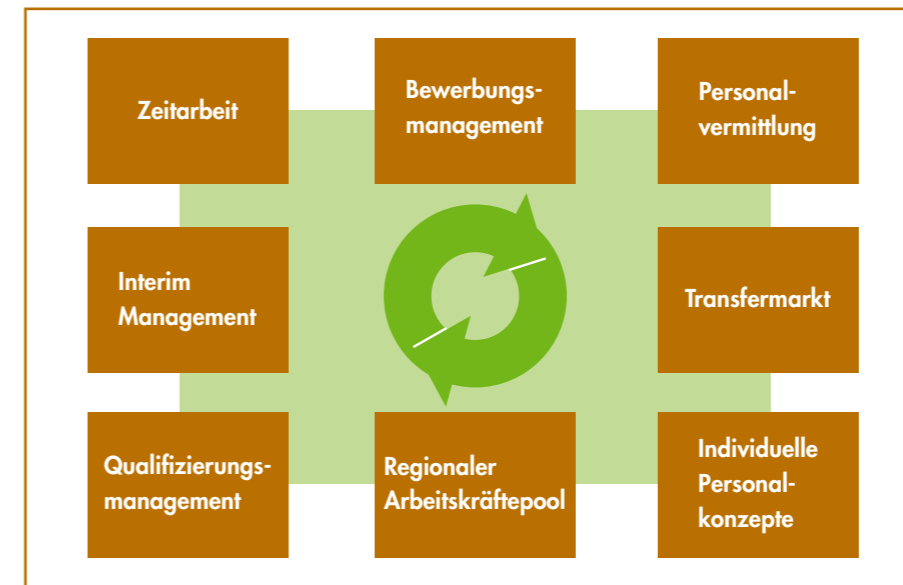 Zeitarbeit
Bewerbungs-
management
Personal-
vermittlung
Interim
Management
Transfermarkt
Qualifizierungs-
management
Regionaler
Arbeitskräftepool
Individuelle
Personal-
konzepte